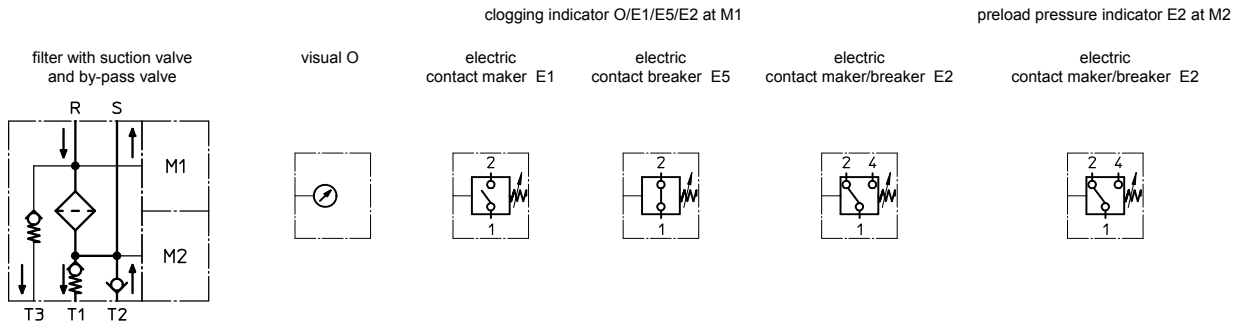 clogging indicator O/E1/E5/E2 at M1
preload pressure indicator E2 at M2
filter with suction valve
and by-pass valve
visual O
electric
contact maker E1
electric
contact breaker E5
electric
contact maker/breaker E2
electric
contact maker/breaker E2
R S
M1
M2
T3 T1 T2
2
1
2
1
2 4
1
2 4
1